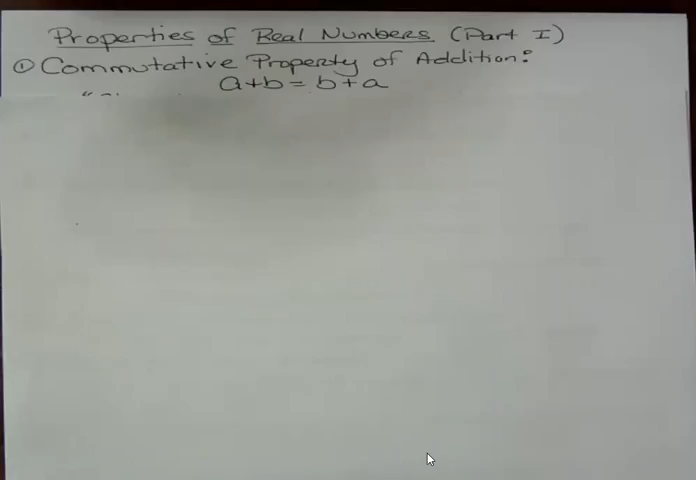 Properties of Real Numbers (Part I)
① Commutative Property of Addition:
a+b = b+a